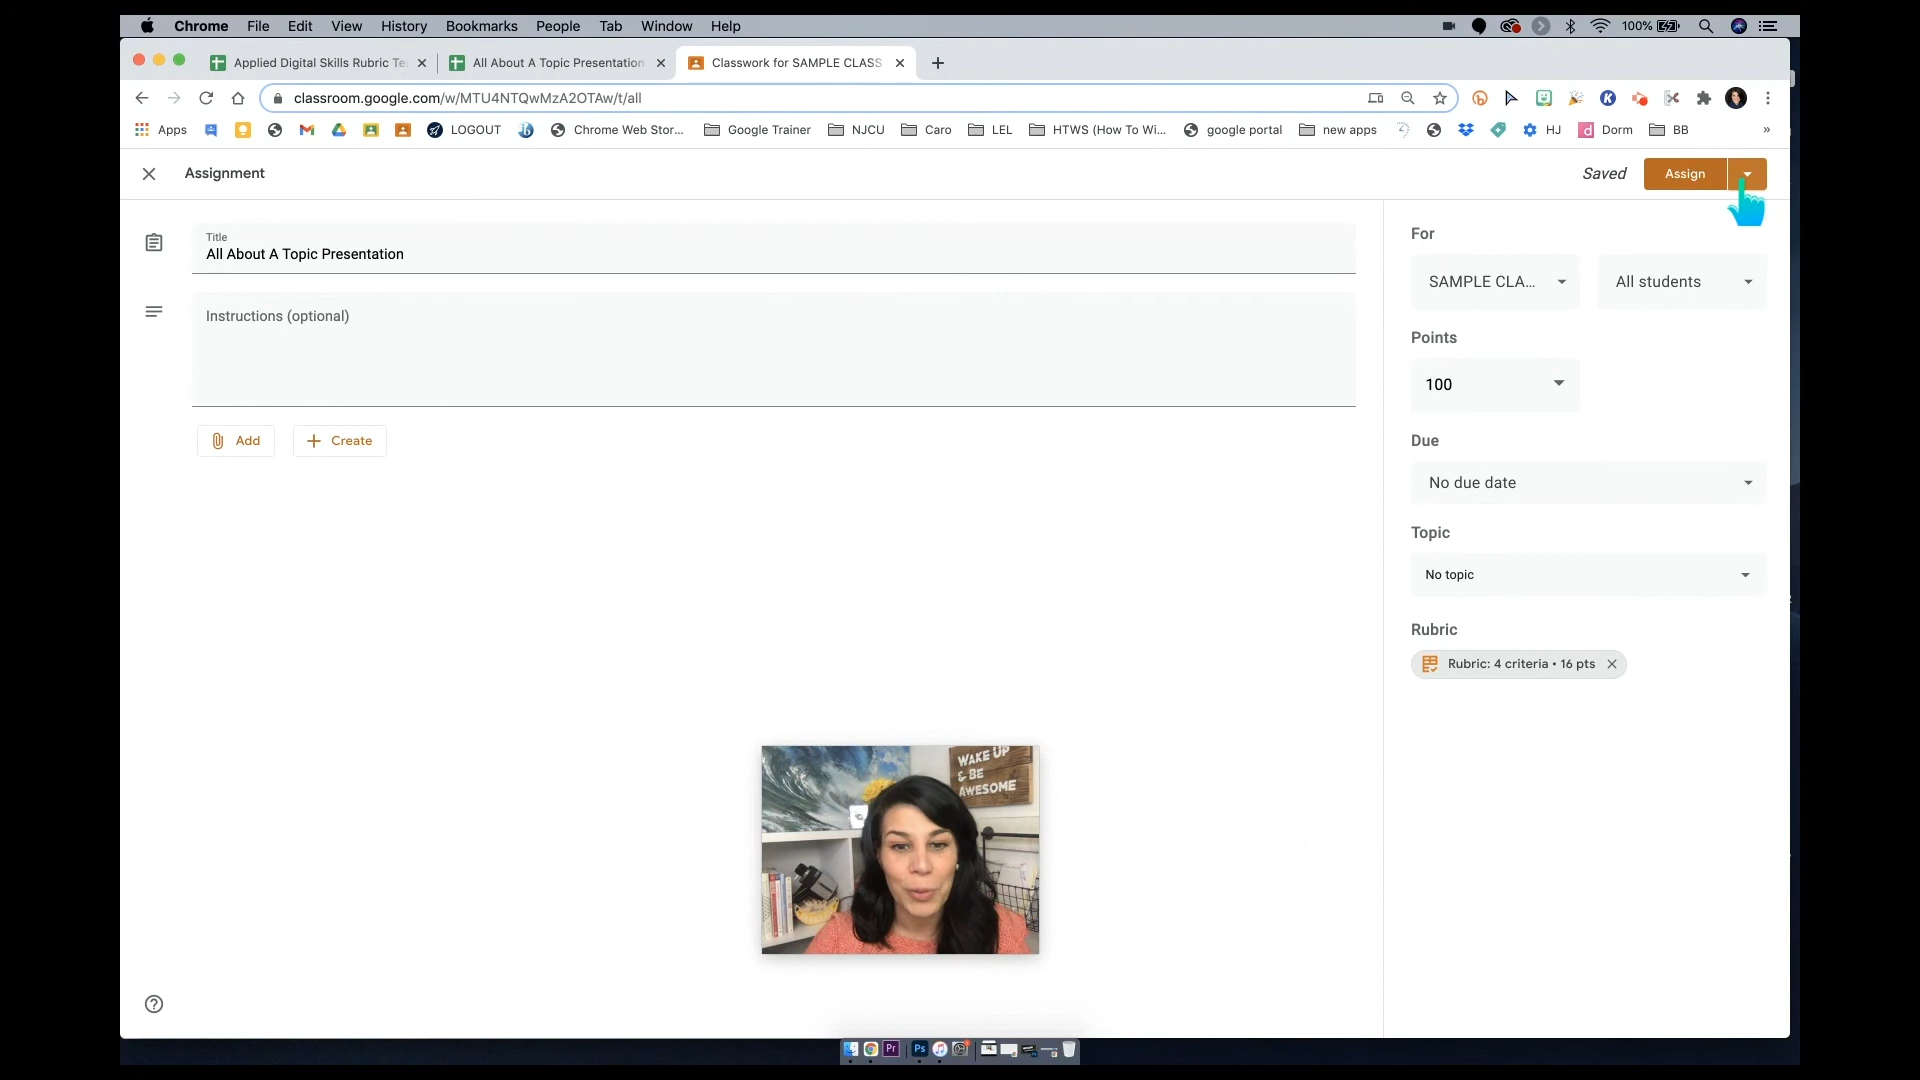 Chrome File Edit View History Bookmarks People Tab Window Help 100%
Applied Digital Skills Rubric Te All About A Topic Presentation Classwork for SAMPLE CLASS
classroom.google.com/w/MTU4NTQwMzA2OTAw/t/all
Apps LOGOUT Chrome Web Stor... Google Trainer NJCU Caro LEL HTWS (How To Wi... google portal new apps HJ Dorm BB »
Assignment Saved Assign
Title
All About A Topic Presentation
Instructions (optional)
Add Create
For
SAMPLE CLA... All students
Points
100
Due
No due date
Topic
No topic
Rubric
Rubric: 4 criteria • 16 pts
WAKE UP
& BE
AWESOME
Pr Ps